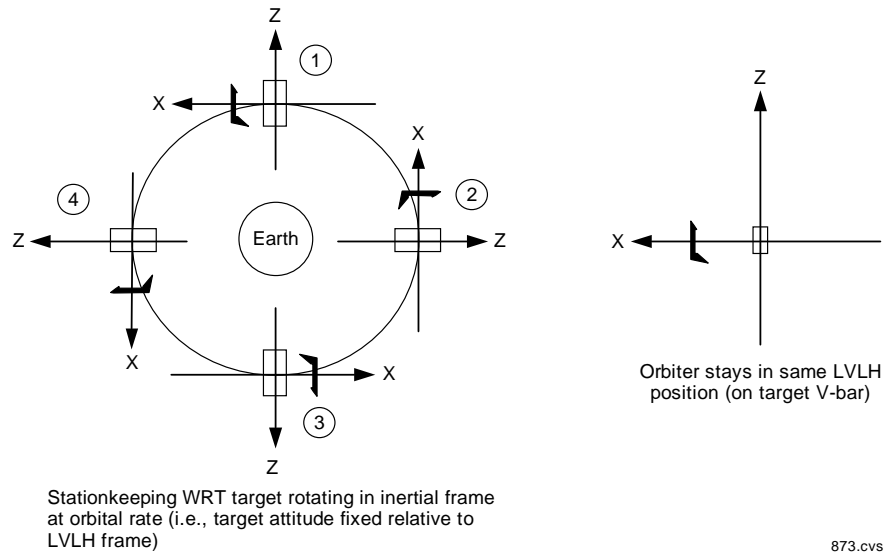 Z
1
X
X
Z
4
2
Z
Earth
Z
X
X
X
3
Z
Orbiter stays in same LVLH
position (on target V-bar)
Stationkeeping WRT target rotating in inertial frame
at orbital rate (i.e., target attitude fixed relative to
LVLH frame)
873.cvs